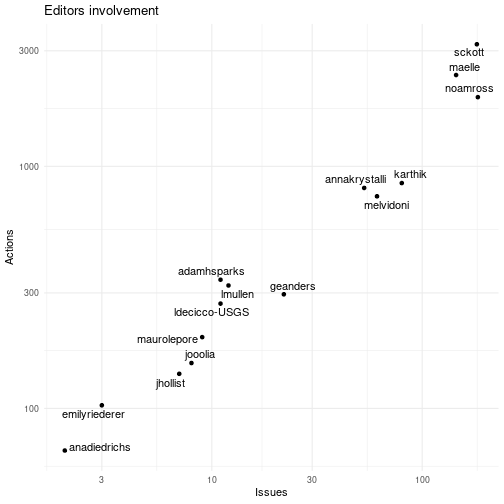 Editors involvement
3000
1000
300
100
Actions
sckott
maelle
noamross
annakrystalli
karthik
melvidoni
adamhsparks
lmullen
geanders
ldecicco-USGS
maurolepore
jooolia
jhollist
emilyriederer
anadiedrichs
3
10
30
100
Issues